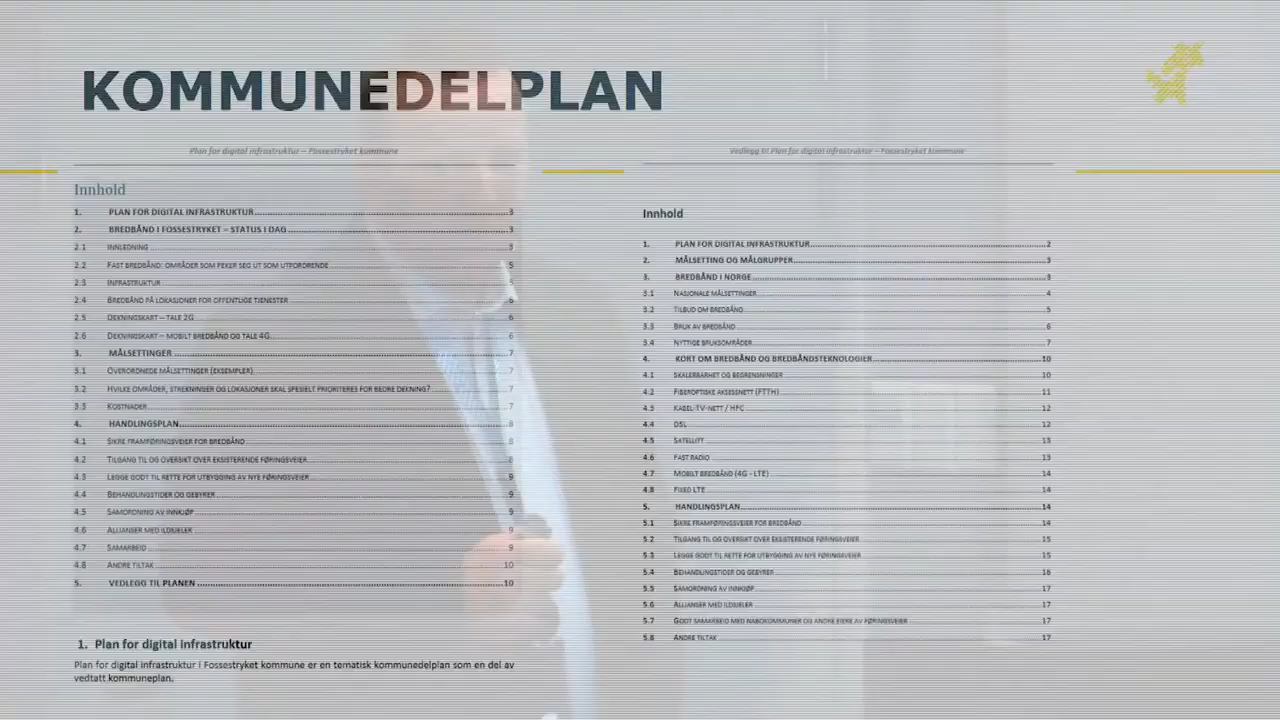 KOMMUNEDELPLAN
Plan for digital infrastruktur – Fossestryket kommune
Innhold
1. PLAN FOR DIGITAL INFRASTRUKTUR 3
2. BREDBÅND I FOSSESTRYKET – STATUS I DAG 3
2.1 INNLEDNING 3
2.2 FAST BREDBÅND: OMRÅDER SOM PEKER SEG UT SOM UTFORDRENDE 5
2.3 INFRASTRUKTUR 5
2.4 BREDBÅND PÅ LOKASJONER FOR OFFENTLIGE TJENESTER 6
2.5 DEKNINGSKART – TALE 2G 6
2.6 DEKNINGSKART – MOBILT BREDBÅND OG TALE 4G 6
3. MÅLSETTINGER 7
3.1 OVERORDNEDE MÅLSETTINGER (EKSEMPLER) 7
3.2 HVILKE OMRÅDER, STREKNINGER OG LOKASJONER SKAL SPESIELT PRIORITERES FOR BEDRE DEKNING? 7
3.3 KOSTNADER 7
4. HANDLINGSPLAN 8
4.1 SIKRE FRAMFØRINGSVEIER FOR BREDBÅND 8
4.2 TILGANG TIL OG OVERSIKT OVER EKSISTERENDE FØRINGSVEIER 8
4.3 LEGGE GODT TIL RETTE FOR UTBYGGING AV NYE FØRINGSVEIER 9
4.4 BEHANDLINGSTIDER OG GEBYRER 9
4.5 SAMORDNING AV INNKJØP 9
4.6 ALLIANSER MED ILDSJELER 9
4.7 SAMARBEID 9
4.8 ANDRE TILTAK 10
5. VEDLEGG TIL PLANEN 10
1. Plan for digital infrastruktur
Plan for digital infrastruktur i Fossestryket kommune er en tematisk kommunedelplan som en del av
vedtatt kommuneplan.
Vedlegg til Plan for digital infrastruktur – Fossestryket kommune
Innhold
1. PLAN FOR DIGITAL INFRASTRUKTUR 2
2. MÅLSETTING OG MÅLGRUPPER 3
3. BREDBÅND I NORGE 3
3.1 NASJONALE MÅLSETTINGER 4
3.2 TILBUD OM BREDBÅND 5
3.3 BRUK AV BREDBÅND 6
3.4 NYTTIGE BRUKSOMRÅDER 7
4. KORT OM BREDBÅND OG BREDBÅNDSTEKNOLOGIER 10
4.1 SKALERBARHET OG BEGRENSNINGER 10
4.2 FIBEROPTISKE AKSESSNETT (FTTH) 11
4.3 KABEL-TV-NETT / HFC 12
4.4 DSL 12
4.5 SATELLITT 13
4.6 FAST RADIO 13
4.7 MOBILT BREDBÅND (4G - LTE) 14
4.8 FIXED LTE 14
5. HANDLINGSPLAN 14
5.1 SIKRE FRAMFØRINGSVEIER FOR BREDBÅND 14
5.2 TILGANG TIL OG OVERSIKT OVER EKSISTERENDE FØRINGSVEIER 15
5.3 LEGGE GODT TIL RETTE FOR UTBYGGING AV NYE FØRINGSVEIER 15
5.4 BEHANDLINGSTIDER OG GEBYRER 16
5.5 SAMORDNING AV INNKJØP 17
5.6 ALLIANSER MED ILDSJELER 17
5.7 GODT SAMARBEID MED NABOKOMMUNER OG ANDRE EIERE AV FØRINGSVEIER 17
5.8 ANDRE TILTAK 17